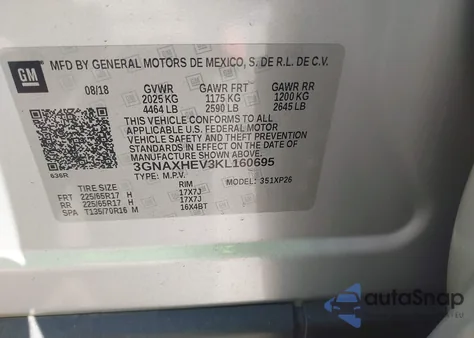 GM
MFD BY GENERAL MOTORS DE MEXICO, S. DE R.L. DE C.V.
08/18 GVWR GAWR FRT GAWR RR
2025 KG 1175 KG 1200 KG
4464 LB 2590 LB 2645 LB
THIS VEHICLE CONFORMS TO ALL
APPLICABLE U.S. FEDERAL MOTOR
VEHICLE SAFETY AND THEFT PREVENTION
STANDARDS IN EFFECT ON THE DATE OF
MANUFACTURE SHOWN ABOVE.
3GNAXHEV3KL160695
TYPE: M.P.V. MODEL: 351XP26
636R
TIRE SIZE RIM
FRT 225/65R17 H 17X7J
RR 225/65R17 H 17X7J
SPA T135/70R16 M 16X4BT
autoSnap